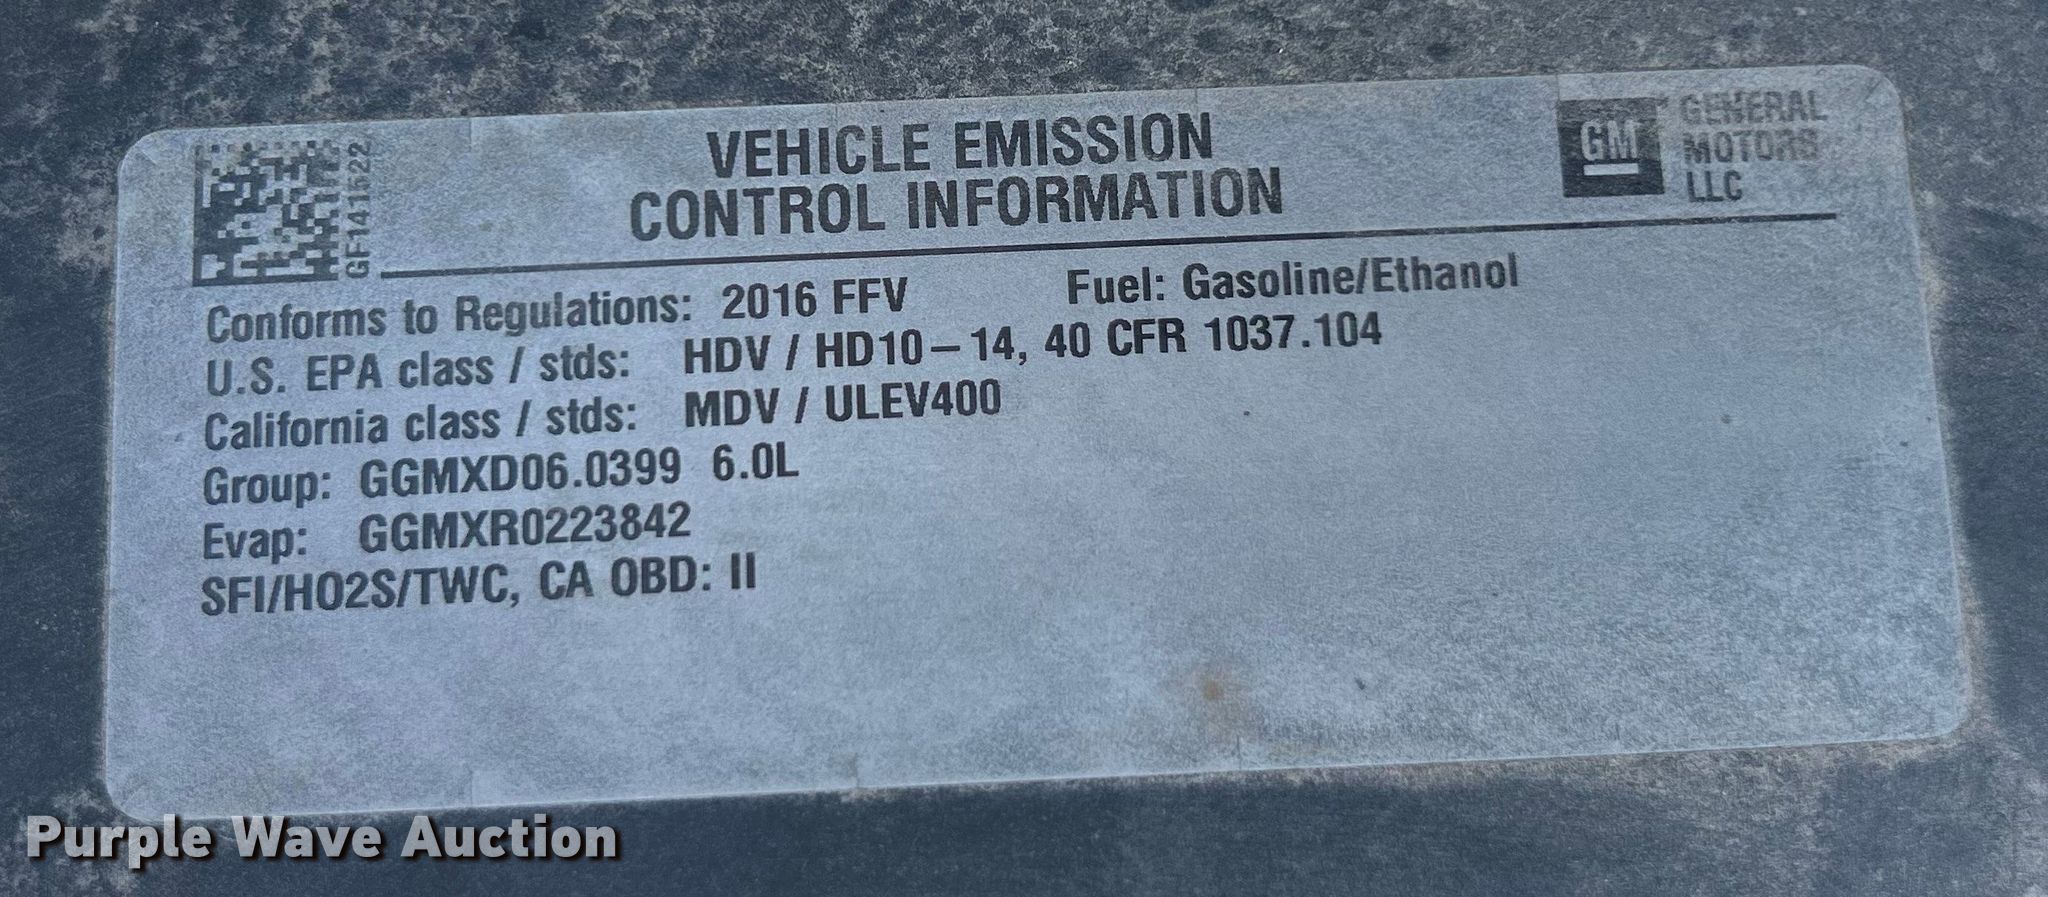 VEHICLE EMISSION
CONTROL INFORMATION
GM
GENERAL
MOTORS
LLC
GF141522
Conforms to Regulations: 2016 FFV Fuel: Gasoline/Ethanol
U.S. EPA class / stds: HDV / HD10-14, 40 CFR 1037.104
California class / stds: MDV / ULEV400
Group: GGMXD06.0399 6.0L
Evap: GGMXR0223842
SFI/HO2S/TWC, CA OBD: II
Purple Wave Auction